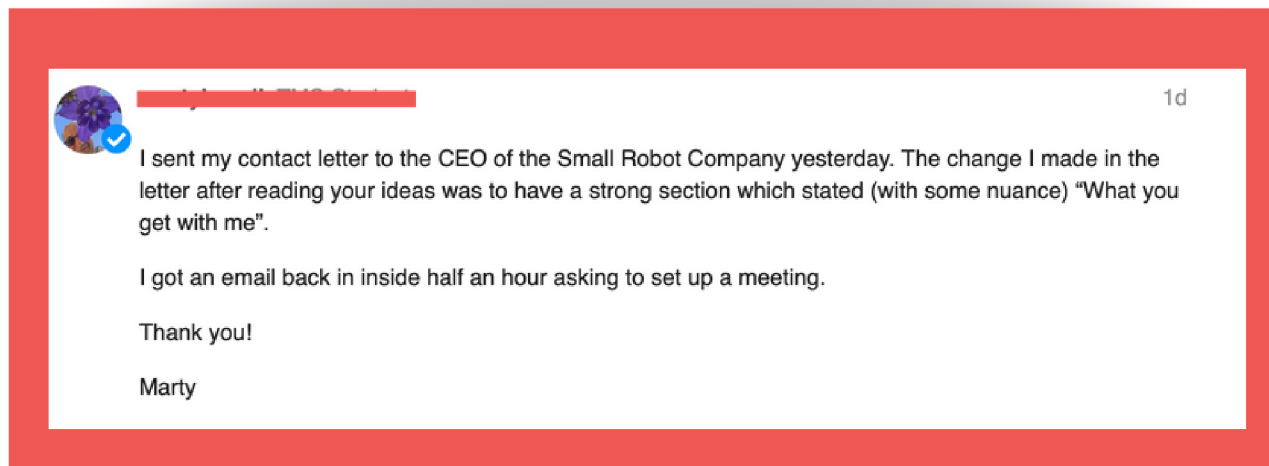 1d
I sent my contact letter to the CEO of the Small Robot Company yesterday. The change I made in the
letter after reading your ideas was to have a strong section which stated (with some nuance) “What you
get with me”.
I got an email back in inside half an hour asking to set up a meeting.
Thank you!
Marty